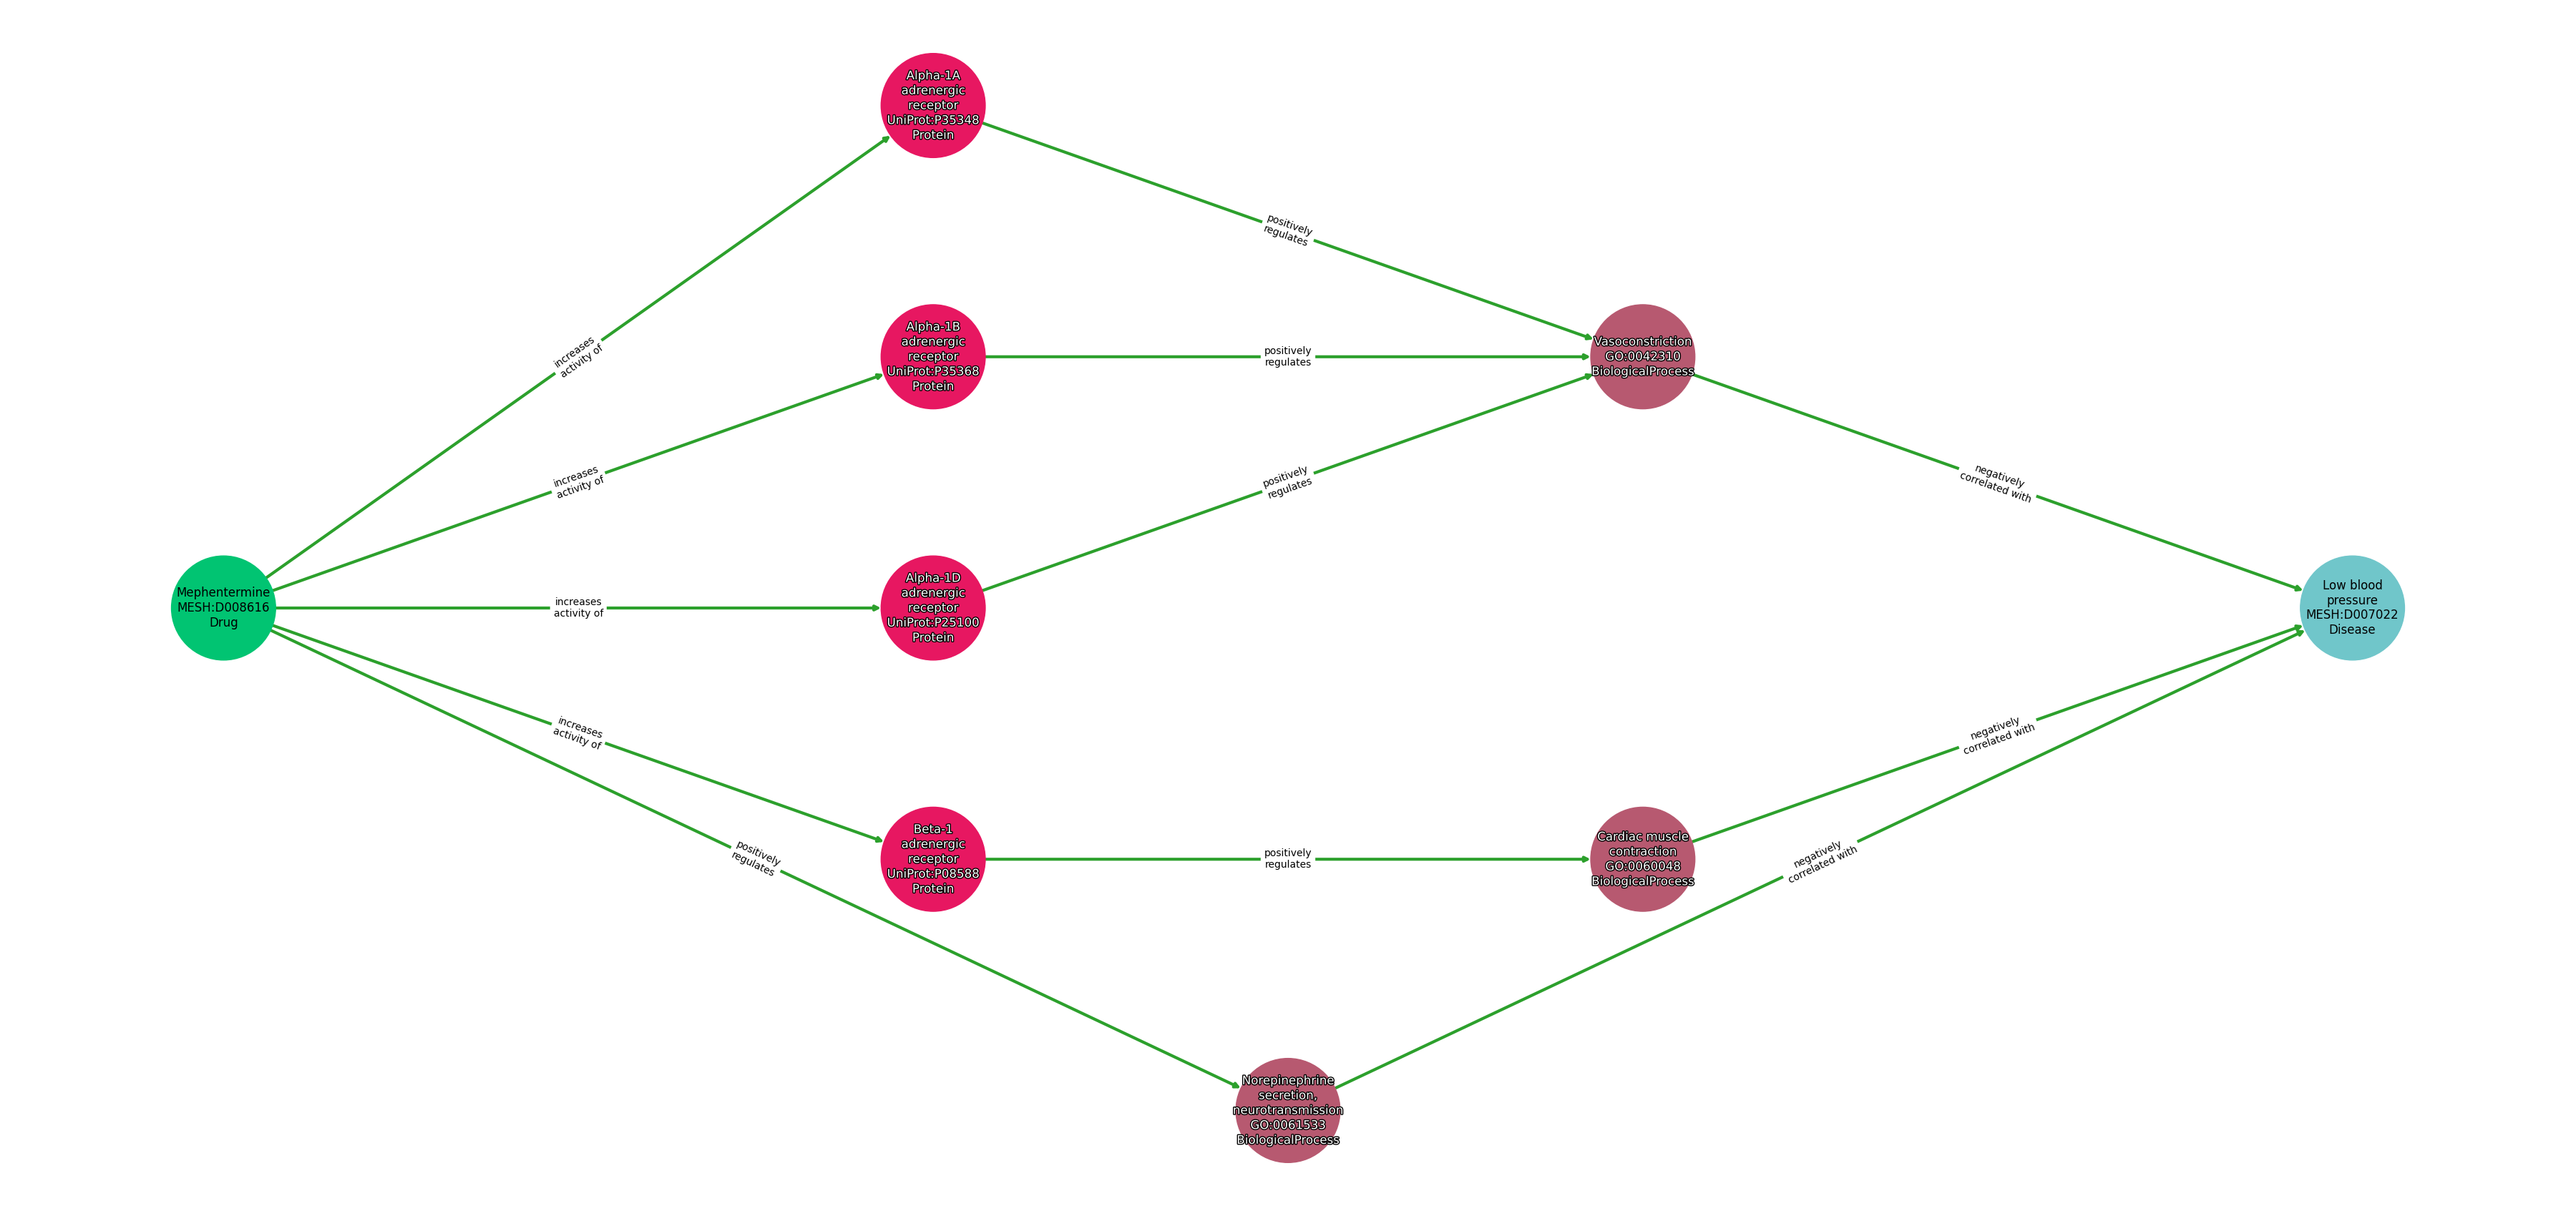 Alpha-1A
adrenergic
receptor
UniProt:P35348
Protein
positively
regulates
increases
activity of
Alpha-1B
adrenergic
receptor
UniProt:P35368
Protein
positively
regulates
Vasoconstriction
GO:0042310
BiologicalProcess
increases
activity of
positively
regulates
negatively
correlated with
Mephentermine
MESH:D008616
Drug
increases
activity of
Alpha-1D
adrenergic
receptor
UniProt:P25100
Protein
Low blood
pressure
MESH:D007022
Disease
increases
activity of
negatively
correlated with
positively
regulates
Beta-1
adrenergic
receptor
UniProt:P08588
Protein
positively
regulates
Cardiac muscle
contraction
GO:0060048
BiologicalProcess
negatively
correlated with
Norepinephrine
secretion,
neurotransmission
GO:0061533
BiologicalProcess